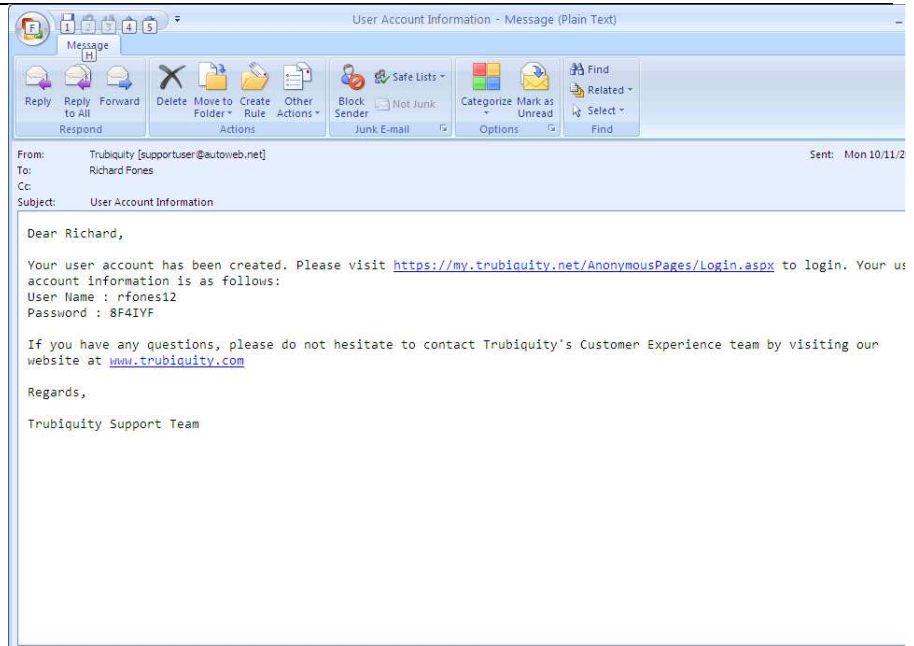 User Account Information - Message (Plain Text)
F 1 2 3 4 5
Message
H
Reply Reply to All Forward
Respond
Delete Move to Folder Create Rule Other Actions
Actions
Block Sender Safe Lists Not Junk
Junk E-mail
Categorize Mark as Unread
Options
Find
Related
Select
Find
From: Trubiquity [supportuser@autoweb.net] Sent: Mon 10/11/2
To: Richard Fones
Cc:
Subject: User Account Information
Dear Richard,
Your user account has been created. Please visit https://my.trubiquity.net/AnonymousPages/Login.aspx to login. Your us
account information is as follows:
User Name : rfones12
Password : 8F4IYF
If you have any questions, please do not hesitate to contact Trubiquity's Customer Experience team by visiting our
website at www.trubiquity.com
Regards,
Trubiquity Support Team